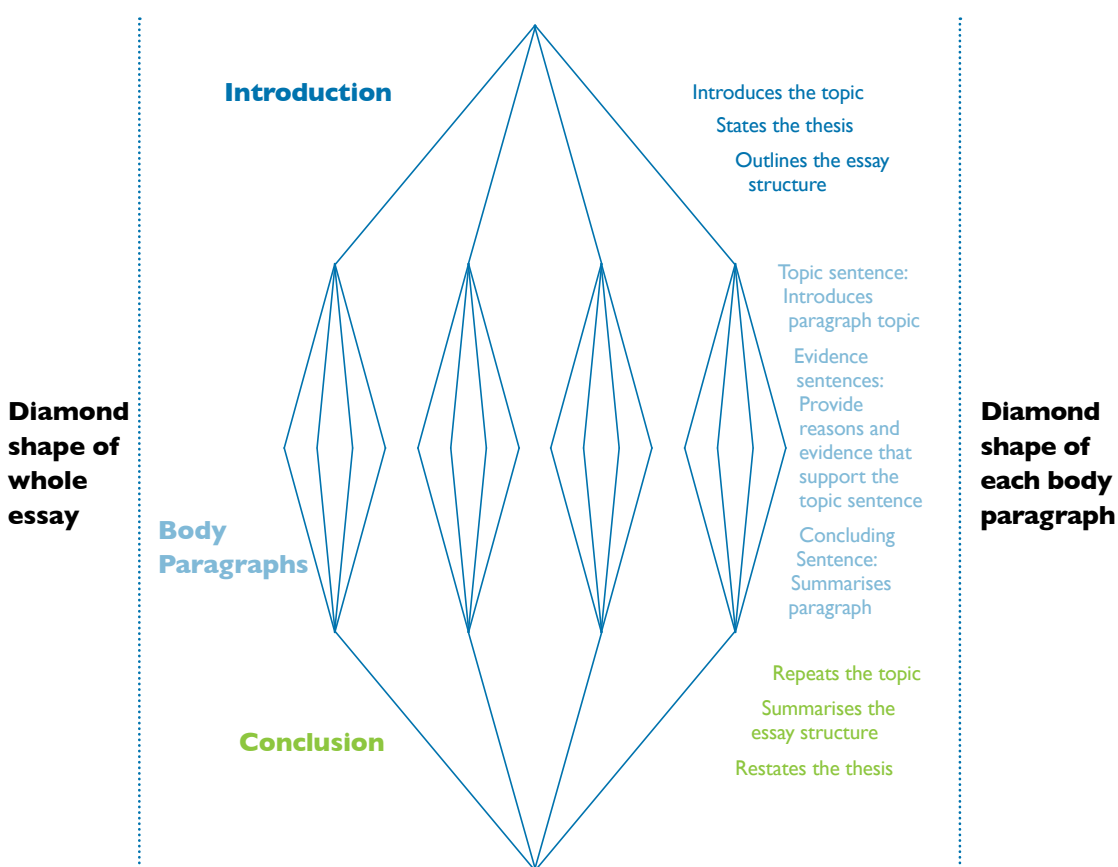 Introduction
Introduces the topic
States the thesis
Outlines the essay
structure
Topic sentence:
Introduces
paragraph topic
Evidence
sentences:
Provide
reasons and
evidence that
support the
topic sentence
Concluding
Sentence:
Summarises
paragraph
Diamond
shape of
whole
essay
Body
Paragraphs
Diamond
shape of
each body
paragraph
Conclusion
Repeats the topic
Summarises the
essay structure
Restates the thesis